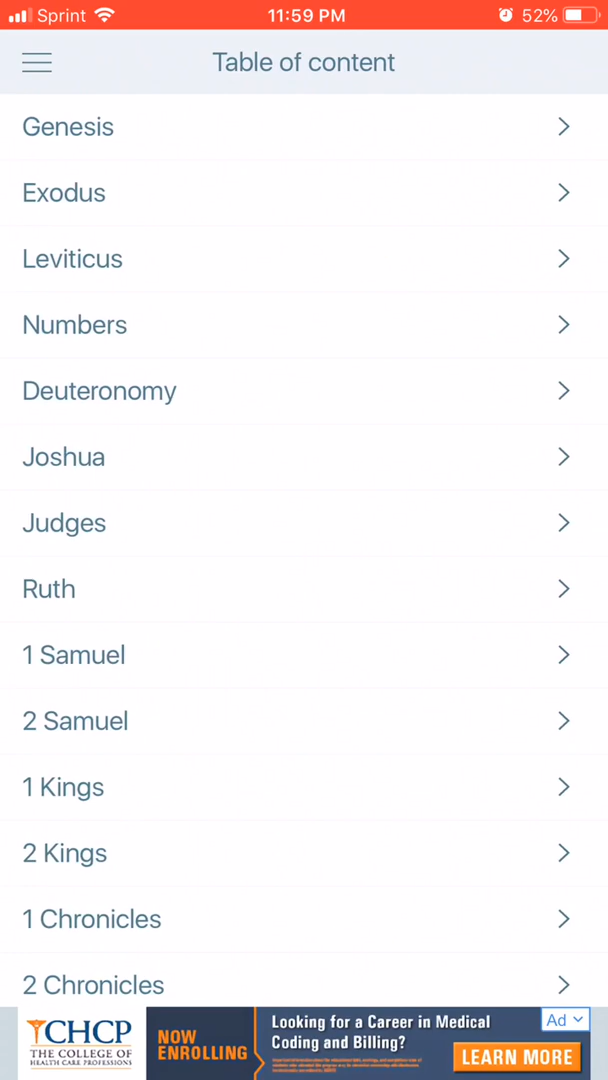 Sprint 11:59 PM 52%
Table of content
Genesis
Exodus
Leviticus
Numbers
Deuteronomy
Joshua
Judges
Ruth
1 Samuel
2 Samuel
1 Kings
2 Kings
1 Chronicles
2 Chronicles
CHCP
THE COLLEGE OF
HEALTH CARE PROFESSIONS
NOW
ENROLLING
Looking for a Career in Medical
Coding and Billing?
LEARN MORE
Ad